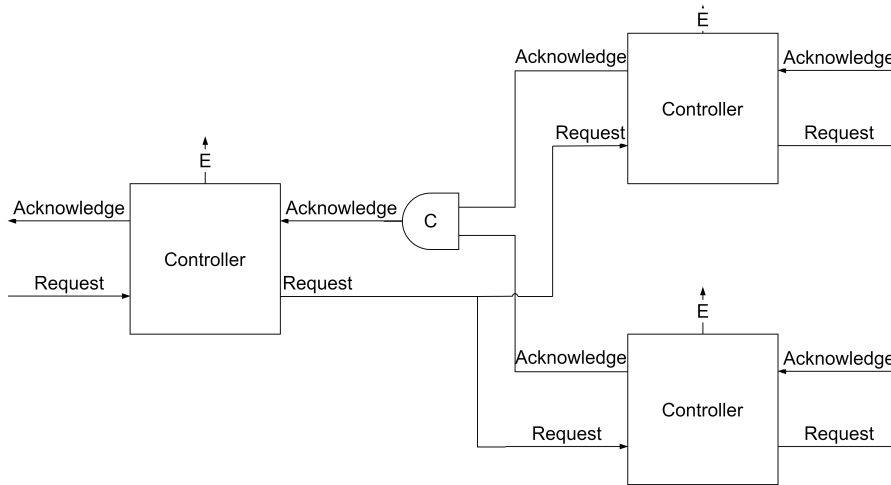 E
Acknowledge
Acknowledge
Controller
Request
Request
E
Acknowledge
Acknowledge
C
Controller
Request
Request
E
Acknowledge
Acknowledge
Controller
Request
Request